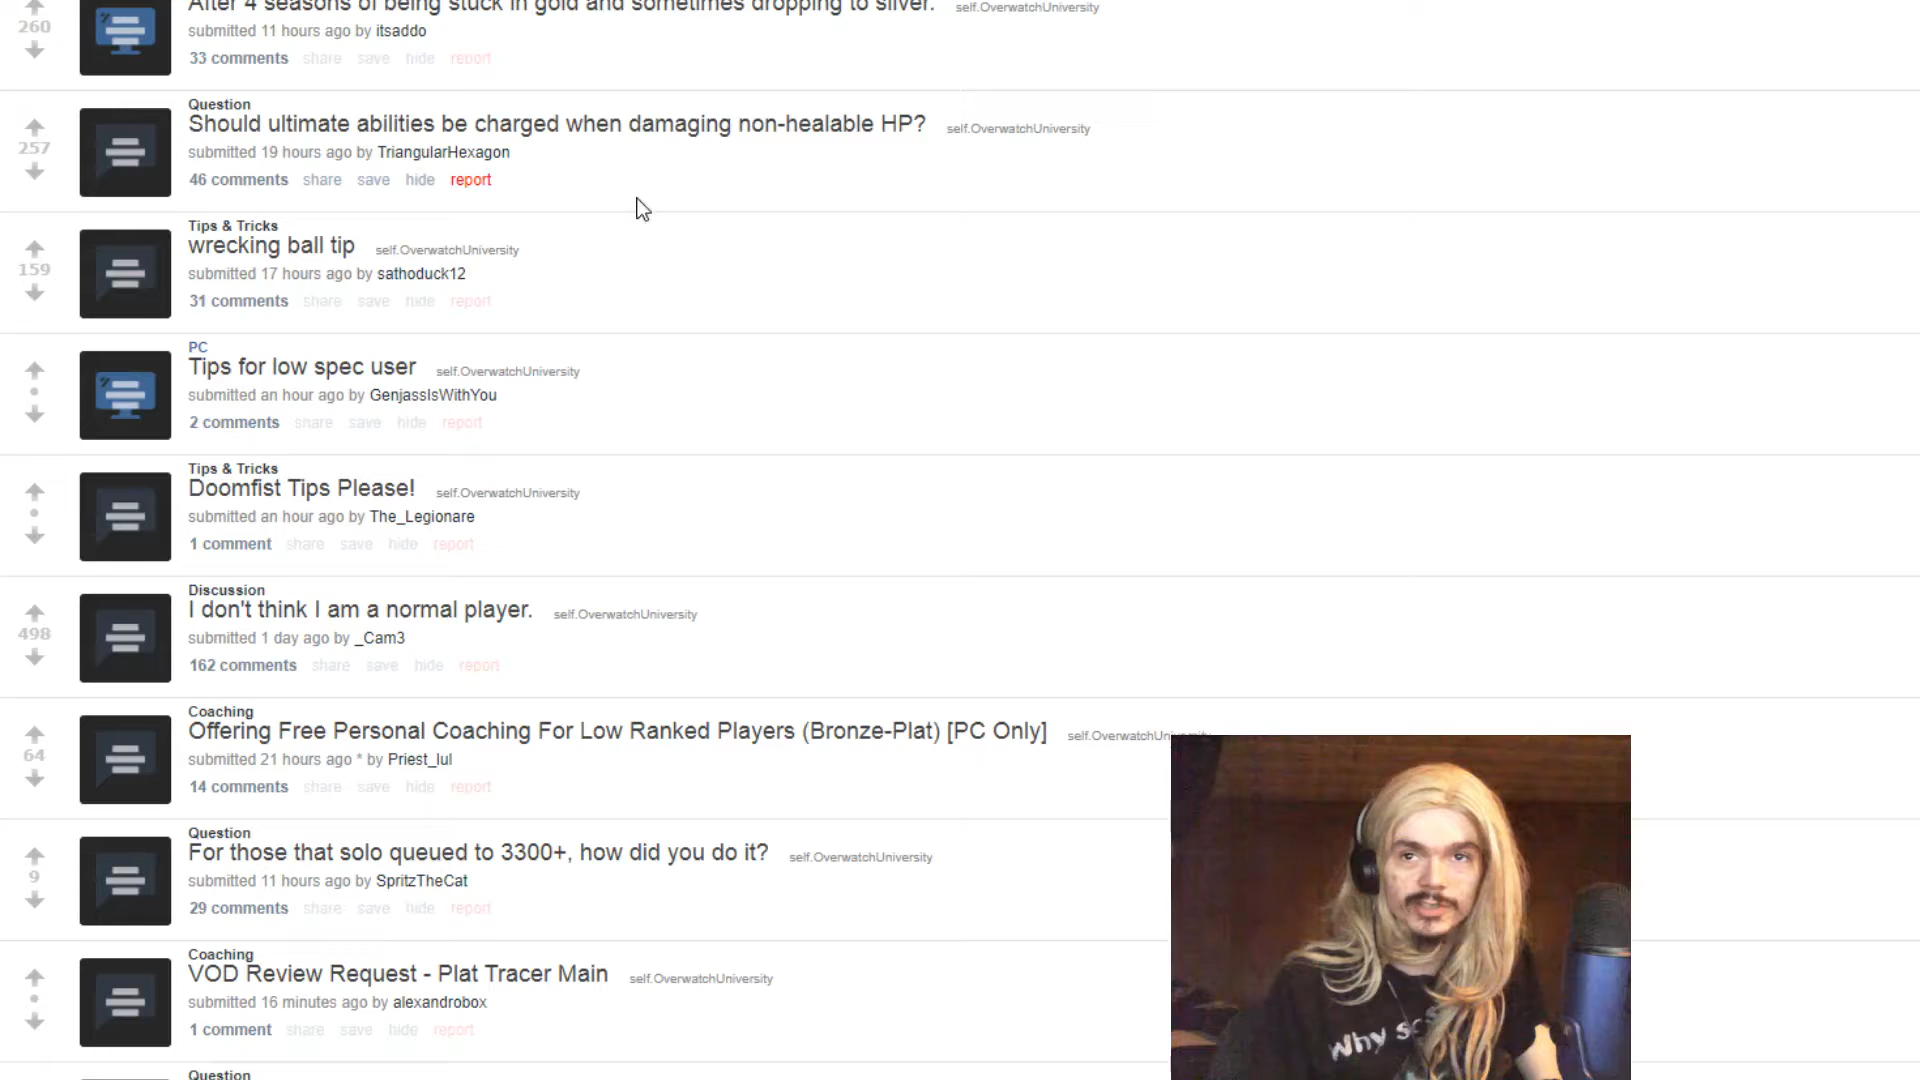 After 4 seasons of being stuck in gold and sometimes dropping to silver. self.OverwatchUniversity
260
submitted 11 hours ago by itsaddo
33 comments share save hide report
Question
Should ultimate abilities be charged when damaging non-healable HP? self.OverwatchUniversity
257
submitted 19 hours ago by TriangularHexagon
46 comments share save hide report
Tips & Tricks
wrecking ball tip self.OverwatchUniversity
159
submitted 17 hours ago by sathoduck12
31 comments share save hide report
PC
Tips for low spec user self.OverwatchUniversity
submitted an hour ago by GenjassIsWithYou
2 comments share save hide report
Tips & Tricks
Doomfist Tips Please! self.OverwatchUniversity
submitted an hour ago by The_Legionare
1 comment share save hide report
Discussion
I don't think I am a normal player. self.OverwatchUniversity
498
submitted 1 day ago by _Cam3
162 comments share save hide report
Coaching
Offering Free Personal Coaching For Low Ranked Players (Bronze-Plat) [PC Only] self.OverwatchUniversity
64
submitted 21 hours ago * by Priest_lul
14 comments share save hide report
Question
For those that solo queued to 3300+, how did you do it? self.OverwatchUniversity
9
submitted 11 hours ago by SpritzTheCat
29 comments share save hide report
Coaching
VOD Review Request - Plat Tracer Main self.OverwatchUniversity
submitted 16 minutes ago by alexandrobox
1 comment share save hide report
Why
Question